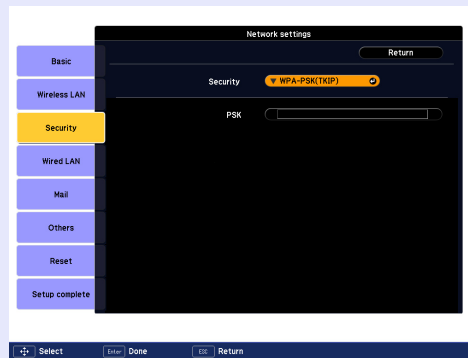 Network settings
Return
Basic
Security
WPA-PSK(TKIP)
Wireless LAN
PSK
Security
Wired LAN
Mail
Others
Reset
Setup complete
Select
Enter
Done
ESC
Return